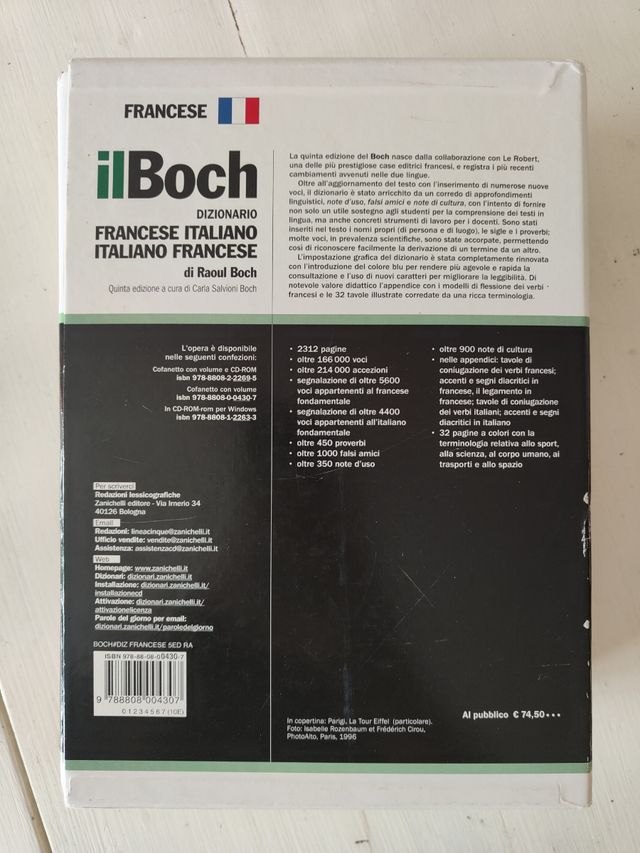 FRANCESE
ilBoch
DIZIONARIO
FRANCESE ITALIANO
ITALIANO FRANCESE
di Raoul Boch
Quinta edizione a cura di Carla Salvioni Boch
La quinta edizione del Boch nasce dalla collaborazione con Le Robert,
una delle più prestigiose case editrici francesi, e registra i più recenti
cambiamenti avvenuti nelle due lingue.
Oltre all'aggiornamento del testo con l'inserimento di numerose nuove
voci, il dizionario è stato arricchito da un corredo di approfondimenti
linguistici, note d'uso, falsi amici e note di cultura, con l'intento di fornire
non solo un utile sostegno agli studenti per la comprensione dei testi in
lingua, ma anche concreti strumenti di lavoro per i docenti. Sono stati
inseriti nel testo i nomi propri (di persona e di luogo), le sigle e i proverbi;
molte voci, in prevalenza scientifiche, sono state accorpate, permettendo
così di riconoscere facilmente la derivazione di un termine da un altro.
L'impostazione grafica del dizionario è stata completamente rinnovata
con l'introduzione del colore blu per rendere più agevole e rapida la
consultazione e l'uso di nuovi caratteri per migliorare la leggibilità. Di
notevole valore didattico l'appendice con i modelli di flessione dei verbi
francesi e le 32 tavole illustrate corredate da una ricca terminologia.
L'opera è disponibile
nelle seguenti confezioni:
Cofanetto con volume e CD-ROM
isbn 978-8808-2-2269-5
Cofanetto con volume
isbn 978-8808-0-0430-7
In CD-ROM-rom per Windows
isbn 978-8808-1-2263-3
• 2312 pagine
• oltre 166 000 voci
• oltre 214 000 accezioni
• segnalazione di oltre 5600
voci appartenenti al francese
fondamentale
• segnalazione di oltre 4400
voci appartenenti all'italiano
fondamentale
• oltre 450 proverbi
• oltre 1000 falsi amici
• oltre 350 note d'uso
• oltre 900 note di cultura
• nelle appendici: tavole di
coniugazione dei verbi francesi;
accenti e segni diacritici in
francese, il legamento in
francese; tavole di coniugazione
dei verbi italiani; accenti e segni
diacritici in italiano
• 32 pagine a colori con la
terminologia relativa allo sport,
alla scienza, al corpo umano, ai
trasporti e allo spazio
Per scriverci
Redazioni lessicografiche
Zanichelli editore - Via Irnerio 34
40126 Bologna
Email
Redazioni: lineacinque@zanichelli.it
Ufficio vendite: vendite@zanichelli.it
Assistenza: assistenzacd@zanichelli.it
Web
Homepage: www.zanichelli.it
Dizionari: dizionari.zanichelli.it
Installazione: dizionari.zanichelli.it/
installazionecd
Attivazione: dizionari.zanichelli.it/
attivazionelicenza
Parole del giorno per email:
dizionari.zanichelli.it/paroledelgiorno
BOCH#DIZ FRANCESE 5ED RA
ISBN 978-88-08-00430-7
9 788808 004307
0 1 2 3 4 5 6 7 (10E)
In copertina: Parigi, La Tour Eiffel (particolare).
Foto: Isabelle Rozenbaum et Frédérich Cirou,
PhotoAlto, Paris, 1996
Al pubblico € 74,50•••